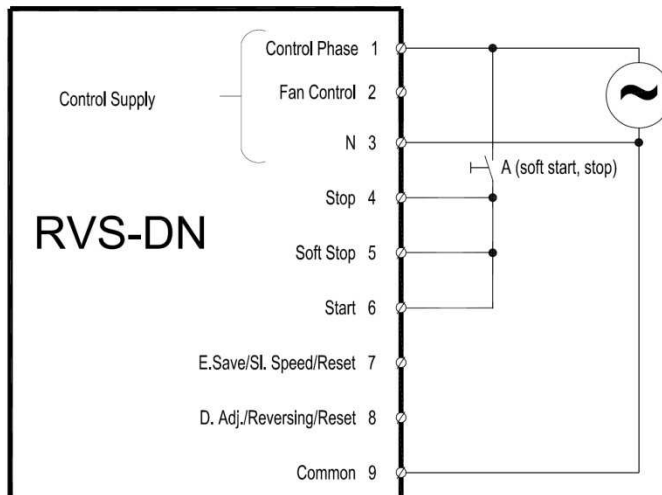 Control Phase 1
Control Supply
Fan Control 2
N 3
A (soft start, stop)
Stop 4
RVS-DN
Soft Stop 5
Start 6
E.Save/Sl. Speed/Reset 7
D. Adj./Reversing/Reset 8
Common 9